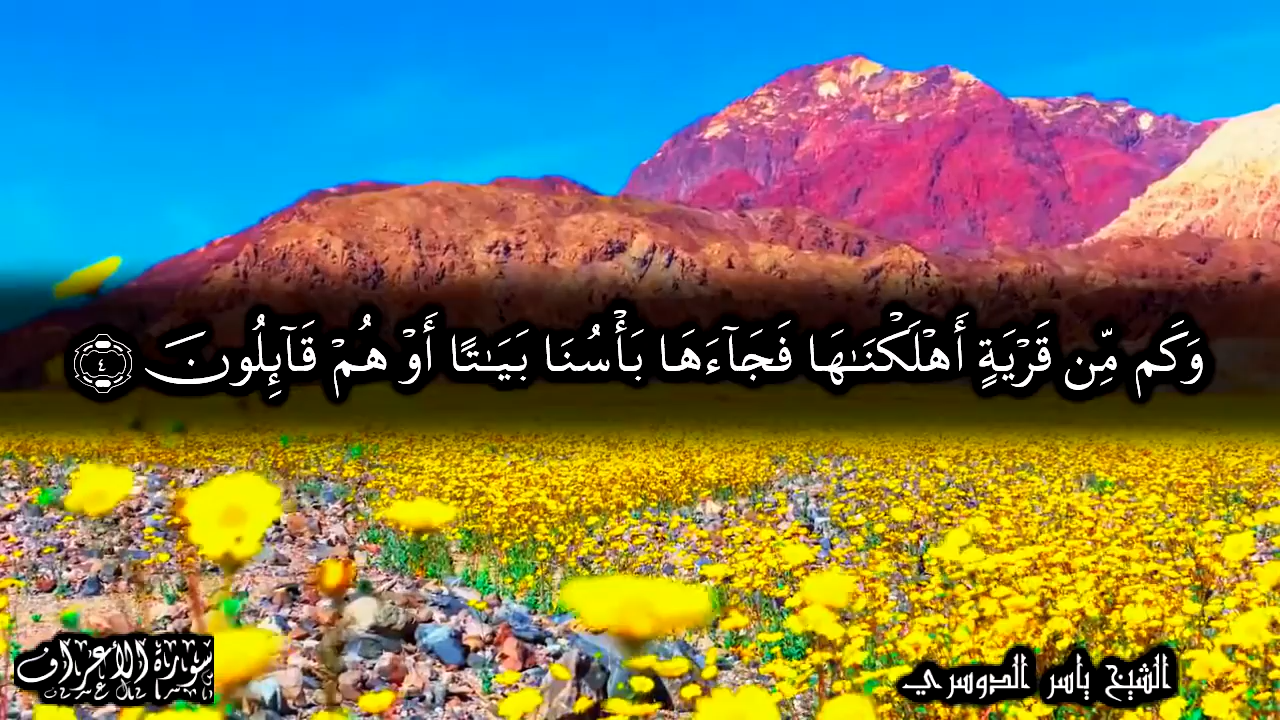 وَكَم مِّن قَرْيَةٍ أَهْلَكْنَـٰهَا فَجَآءَهَا بَأْسُنَا بَيَـٰتًا أَوْ هُمْ قَآئِلُونَ ٤
سورة الأعراف
الشيخ ياسر الدوسري